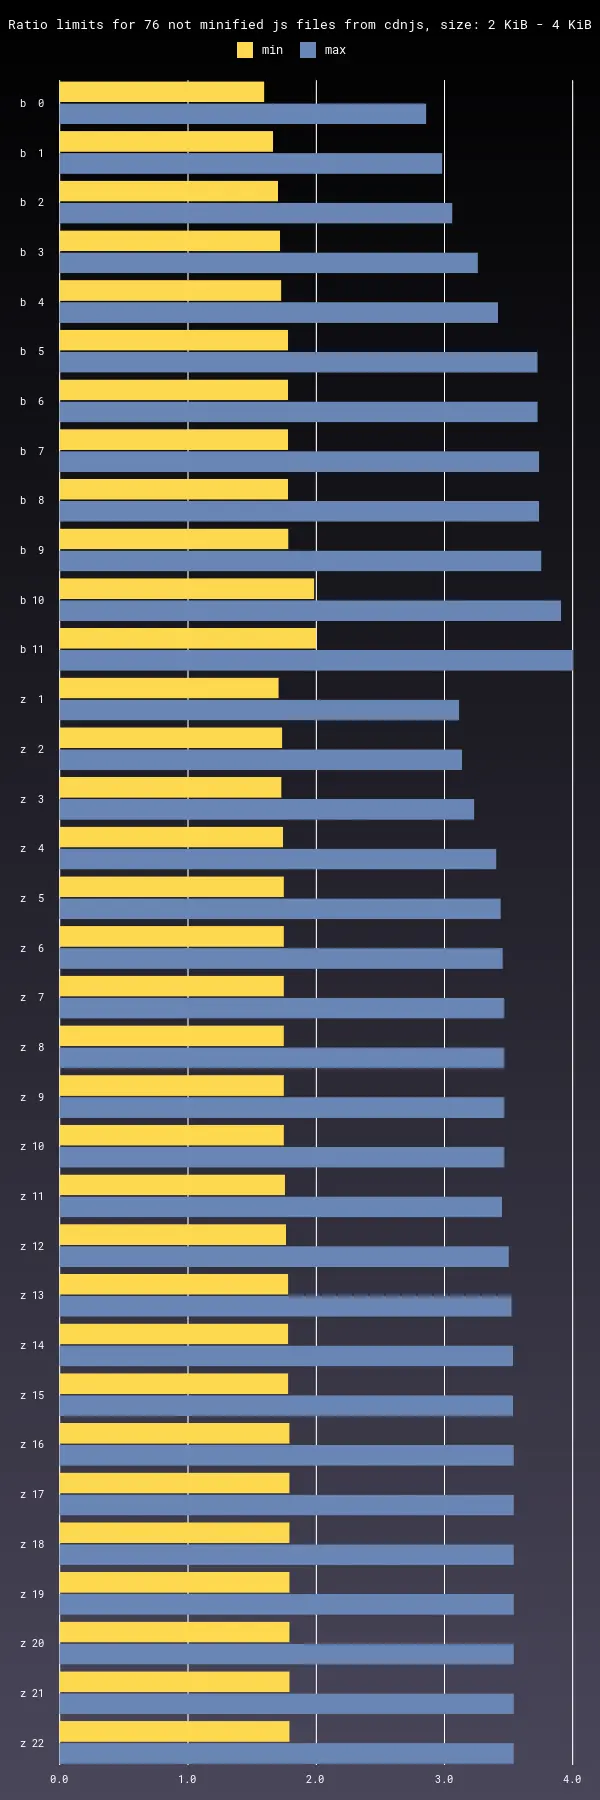 Ratio limits for 76 not minified js files from cdnjs, size: 2 KiB - 4 KiB
min max
b 0
b 1
b 2
b 3
b 4
b 5
b 6
b 7
b 8
b 9
b 10
b 11
z 1
z 2
z 3
z 4
z 5
z 6
z 7
z 8
z 9
z 10
z 11
z 12
z 13
z 14
z 15
z 16
z 17
z 18
z 19
z 20
z 21
z 22
0.0 1.0 2.0 3.0 4.0